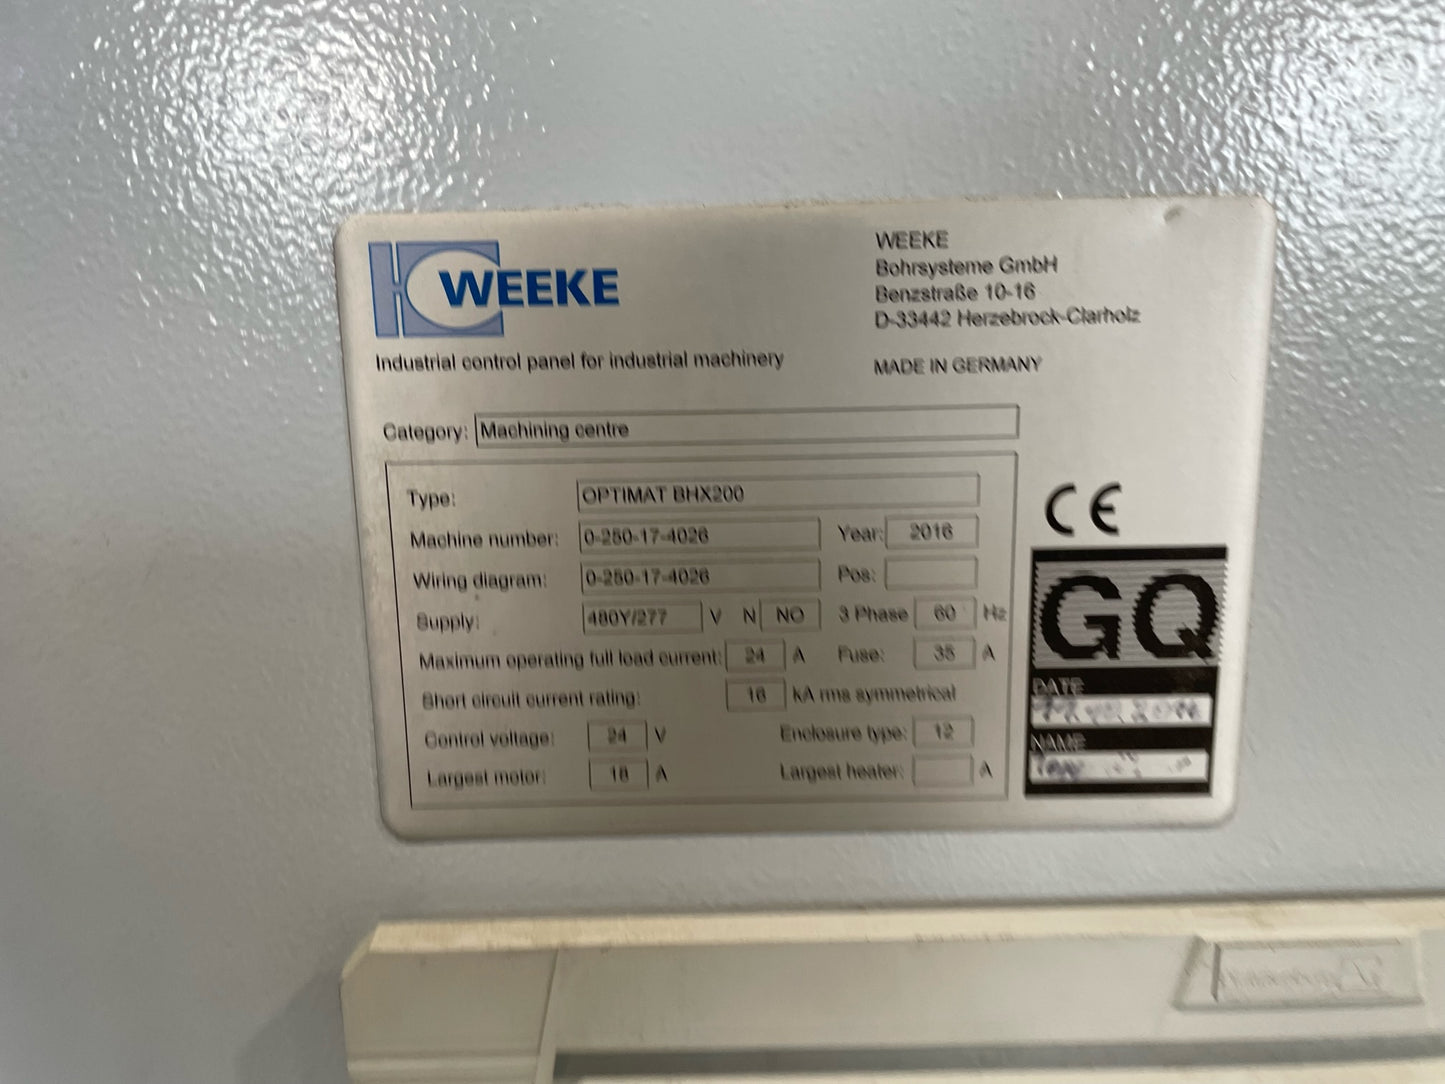 WEEKE
WEEKE
Bohrsysteme GmbH
Benzstraße 10-16
D-33442 Herzebrock-Clarholz
Industrial control panel for industrial machinery
MADE IN GERMANY
Category: Machining centre
Type: OPTIMAT BHX200
Machine number: 0-250-17-4026 Year: 2016
Wiring diagram: 0-250-17-4026 Pos:
Supply: 480Y/277 V N NO 3 Phase 60 Hz
Maximum operating full load current: 24 A Fuse: 35 A
Short circuit current rating: kA rms symmetrical
Control voltage: 24 V Enclosure type: 12
Largest motor: A Largest heater: A
CE
GQ
DATE
NAME